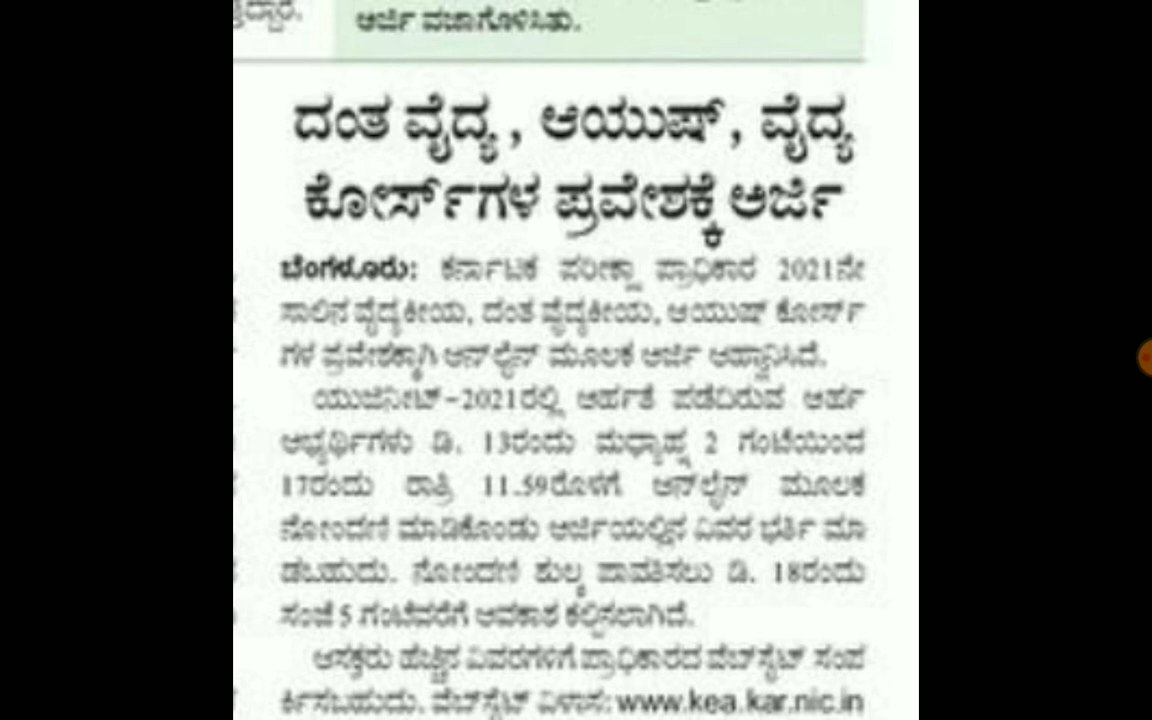 ತ್ತಿದ್ದಾರೆ.
ಅರ್ಜಿ ವಜಾಗೊಳಿಸಿತು.
ದಂತ ವೈದ್ಯ, ಆಯುಷ್, ವೈದ್ಯ
ಕೋರ್ಸ್‌ಗಳ ಪ್ರವೇಶಕ್ಕೆ ಅರ್ಜಿ
ಬೆಂಗಳೂರು: ಕರ್ನಾಟಕ ಪರೀಕ್ಷಾ ಪ್ರಾಧಿಕಾರ 2021ನೇ
ಸಾಲಿನ ವೈದ್ಯಕೀಯ, ದಂತ ವೈದ್ಯಕೀಯ, ಆಯುಷ್ ಕೋರ್ಸ್
ಗಳ ಪ್ರವೇಶಕ್ಕಾಗಿ ಆನ್‌ಲೈನ್ ಮೂಲಕ ಅರ್ಜಿ ಆಹ್ವಾನಿಸಿದೆ.
ಯುಜಿನೀಟ್-2021ರಲ್ಲಿ ಅರ್ಹತೆ ಪಡೆದಿರುವ ಅರ್ಹ
ಅಭ್ಯರ್ಥಿಗಳು ಡಿ. 13ರಂದು ಮಧ್ಯಾಹ್ನ 2 ಗಂಟೆಯಿಂದ
17ರಂದು ರಾತ್ರಿ 11.59ರೊಳಗೆ ಆನ್‌ಲೈನ್ ಮೂಲಕ
ನೋಂದಣಿ ಮಾಡಿಕೊಂಡು ಅರ್ಜಿಯಲ್ಲಿನ ವಿವರ ಭರ್ತಿ ಮಾ
ಡಬಹುದು. ನೋಂದಣಿ ಶುಲ್ಕ ಪಾವತಿಸಲು ಡಿ. 18ರಂದು
ಸಂಜೆ 5 ಗಂಟೆವರೆಗೆ ಅವಕಾಶ ಕಲ್ಪಿಸಲಾಗಿದೆ.
ಆಸಕ್ತರು ಹೆಚ್ಚಿನ ವಿವರಗಳಿಗೆ ಪ್ರಾಧಿಕಾರದ ವೆಬ್‌ಸೈಟ್ ಸಂಪ
ರ್ಕಿಸಬಹುದು. ವೆಬ್‌ಸೈಟ್ ವಿಳಾಸ: www.kea.kar.nic.in